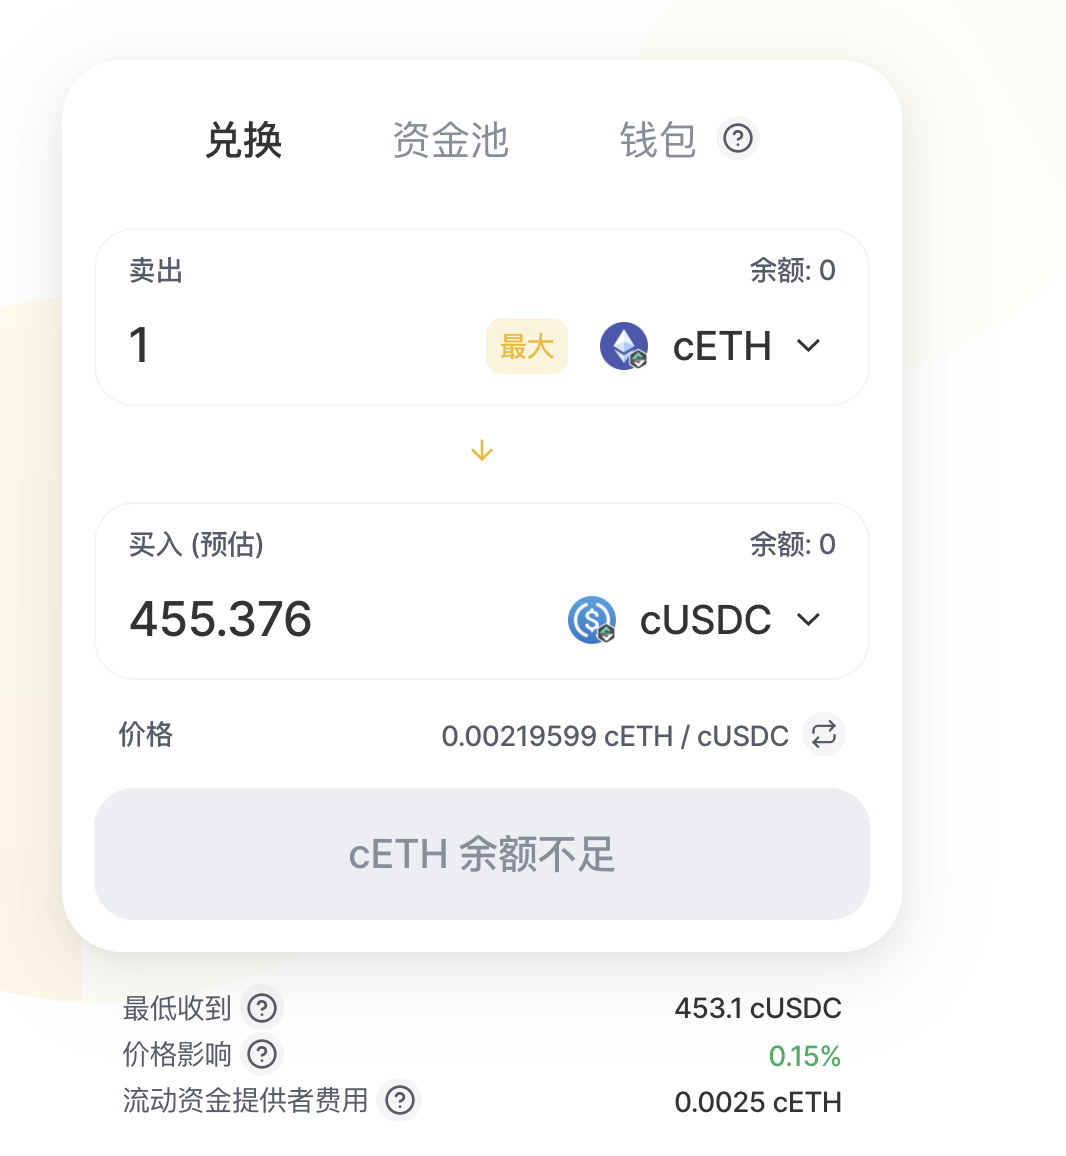 兑换 资金池 钱包
卖出 余额: 0
1 最大 cETH
买入 (预估) 余额: 0
455.376 cUSDC
价格 0.00219599 cETH / cUSDC
cETH 余额不足
最低收到 453.1 cUSDC
价格影响 0.15%
流动资金提供者费用 0.0025 cETH